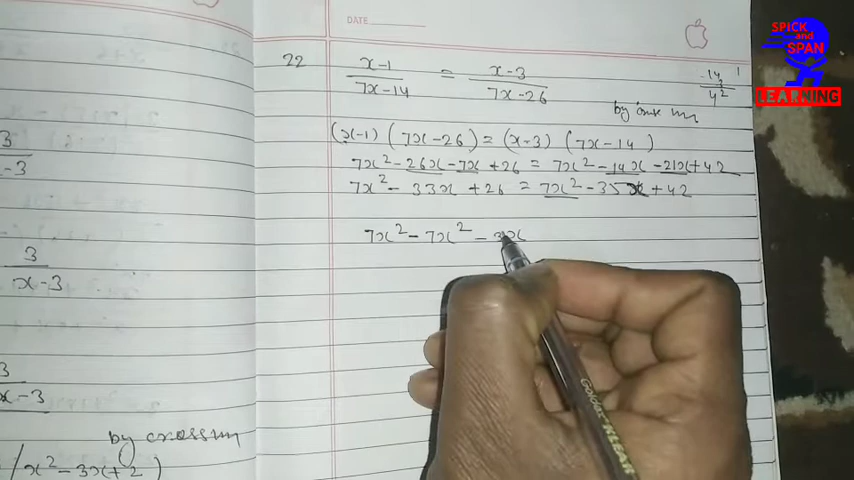 DATE
SPICK
and
SPAN
LEARNING
22 x-1/7x-14 = x-3/7x-26
by
(x-1) (7x-26) = (x-3) (7x-14)
7x²-26x-7x+26 = 7x²-14x-21x+42
7x²-33x+26 = 7x²-35x+42
7x²-7x²-
3
-3
3
x-3
3
x-3
by
x²-3x+2)